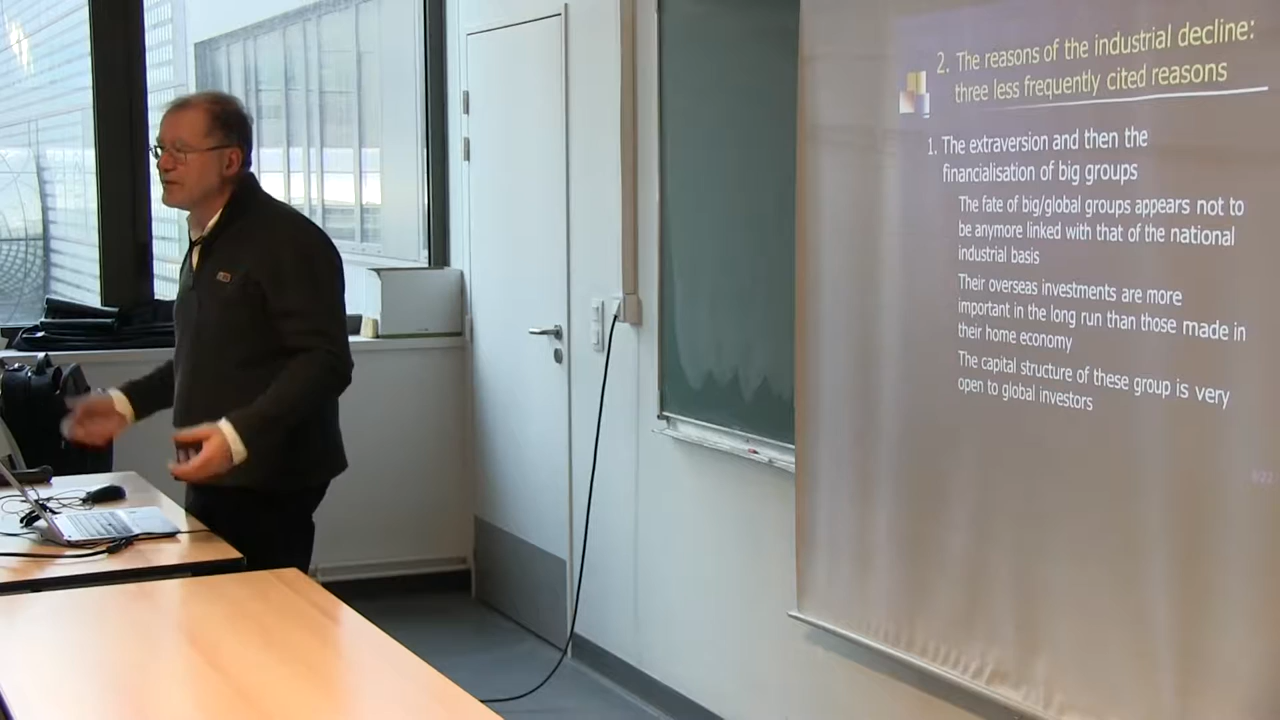 2. The reasons of the industrial decline:
three less frequently cited reasons
1. The extraversion and then the
financialisation of big groups
The fate of big/global groups appears not to
be anymore linked with that of the national
industrial basis
Their overseas investments are more
important in the long run than those made in
their home economy
The capital structure of these group is very
open to global investors